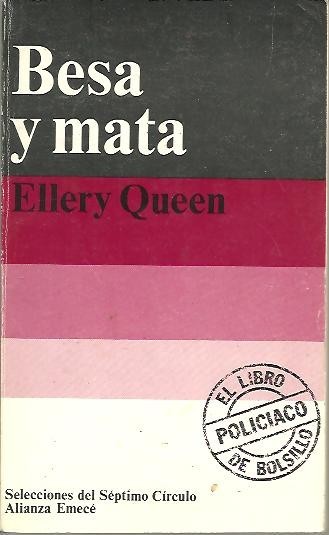 Besa
y mata
Ellery Queen
EL LIBRO
POLICIACO
DE BOLSILLO
Selecciones del Séptimo Círculo
Alianza Emecé